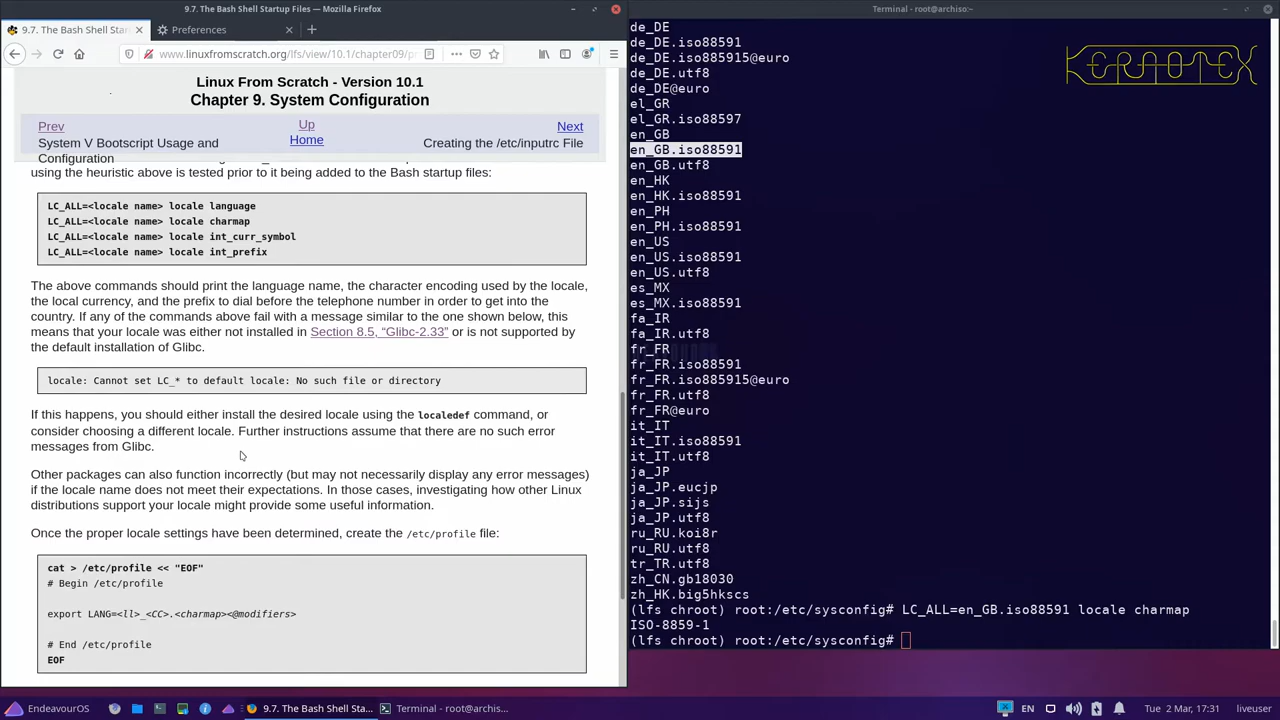 9.7. The Bash Shell Startup Files — Mozilla Firefox
9.7. The Bash Shell Star
Preferences
www.linuxfromscratch.org/lfs/view/10.1/chapter09/pr
Linux From Scratch - Version 10.1
Chapter 9. System Configuration
Prev
Up
Next
System V Bootscript Usage and
Home
Creating the /etc/inputrc File
Configuration
using the heuristic above is tested prior to it being added to the Bash startup files:
LC_ALL=<locale name> locale language
LC_ALL=<locale name> locale charmap
LC_ALL=<locale name> locale int_curr_symbol
LC_ALL=<locale name> locale int_prefix
The above commands should print the language name, the character encoding used by the locale,
the local currency, and the prefix to dial before the telephone number in order to get into the
country. If any of the commands above fail with a message similar to the one shown below, this
means that your locale was either not installed in Section 8.5, “Glibc-2.33” or is not supported by
the default installation of Glibc.
locale: Cannot set LC_* to default locale: No such file or directory
If this happens, you should either install the desired locale using the localedef command, or
consider choosing a different locale. Further instructions assume that there are no such error
messages from Glibc.
Other packages can also function incorrectly (but may not necessarily display any error messages)
if the locale name does not meet their expectations. In those cases, investigating how other Linux
distributions support your locale might provide some useful information.
Once the proper locale settings have been determined, create the /etc/profile file:
cat > /etc/profile << "EOF"
# Begin /etc/profile
export LANG=<ll>_<CC>.<charmap><@modifiers>
# End /etc/profile
EOF
Terminal - root@archiso:~
KERNOTEX
de_DE
de_DE.iso88591
de_DE.iso885915@euro
de_DE.utf8
de_DE@euro
el_GR
el_GR.iso88597
en_GB
en_GB.iso88591
en_GB.utf8
en_HK
en_HK.iso88591
en_PH
en_PH.iso88591
en_US
en_US.iso88591
en_US.utf8
es_MX
es_MX.iso88591
fa_IR
fa_IR.utf8
fr_FR
fr_FR.iso88591
fr_FR.iso885915@euro
fr_FR.utf8
fr_FR@euro
it_IT
it_IT.iso88591
it_IT.utf8
ja_JP
ja_JP.eucjp
ja_JP.sijs
ja_JP.utf8
ru_RU.koi8r
ru_RU.utf8
tr_TR.utf8
zh_CN.gb18030
zh_HK.big5hkscs
(lfs chroot) root:/etc/sysconfig# LC_ALL=en_GB.iso88591 locale charmap
ISO-8859-1
(lfs chroot) root:/etc/sysconfig#
EndeavourOS
9.7. The Bash Shell Sta...
Terminal - root@archis...
EN
Tue 2 Mar, 17:31
liveuser